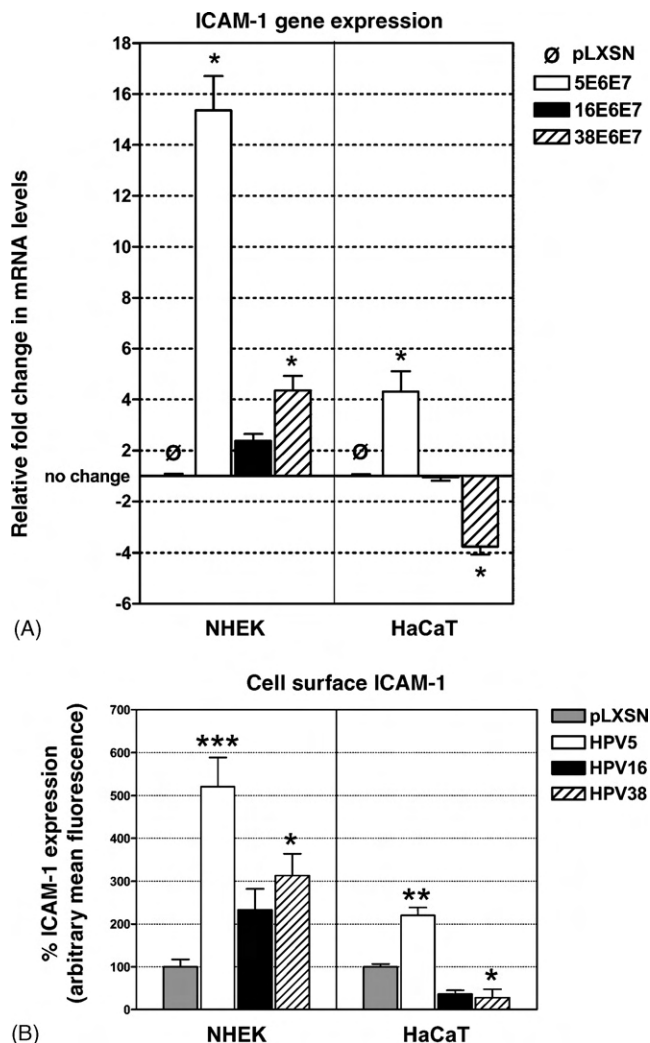 ICAM-1 gene expression
Relative fold change in mRNA levels
18
16
14
12
10
8
6
4
2
no change
-2
-4
-6
*
*
*
*
Ø
Ø
NHEK
HaCaT
Ø pLXSN
5E6E7
16E6E7
38E6E7
(A)
Cell surface ICAM-1
% ICAM-1 expression
(arbitrary mean fluorescence)
700
600
500
400
300
200
100
0
***
*
**
*
NHEK
HaCaT
pLXSN
HPV5
HPV16
HPV38
(B)